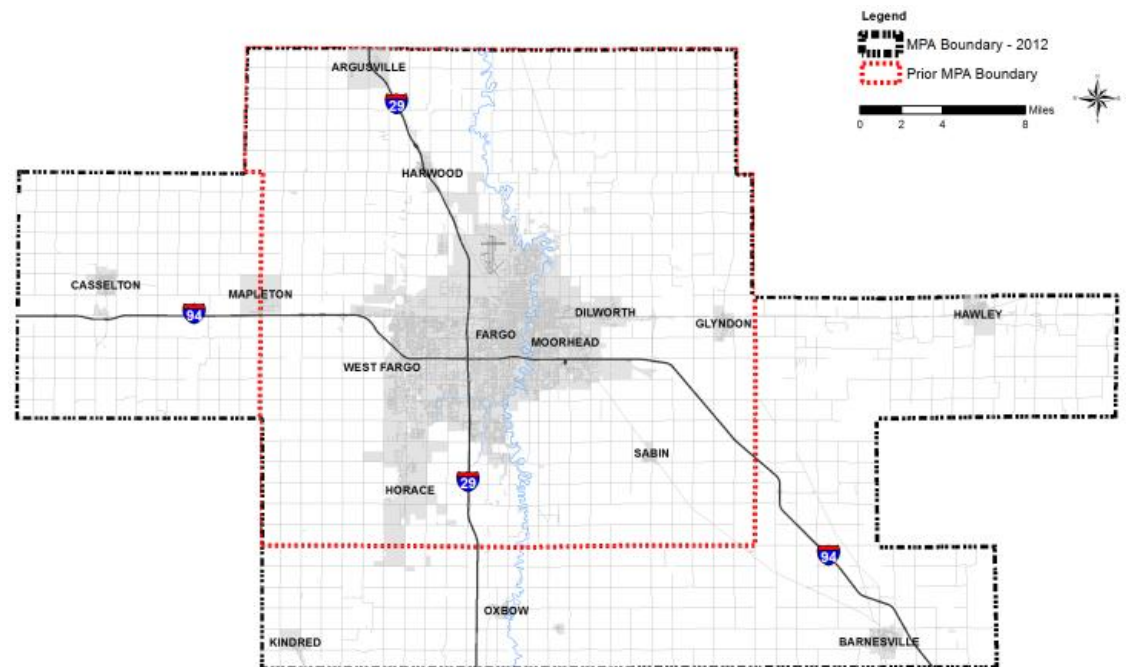 Legend
MPA Boundary - 2012
Prior MPA Boundary
Miles
0 2 4 8
ARGUSVILLE
29
HARWOOD
CASSELTON
MAPLETON
94
DILWORTH
HAWLEY
GLYNDON
FARGO
MOORHEAD
WEST FARGO
SABIN
29
HORACE
94
OXBOW
KINDRED
BARNESVILLE